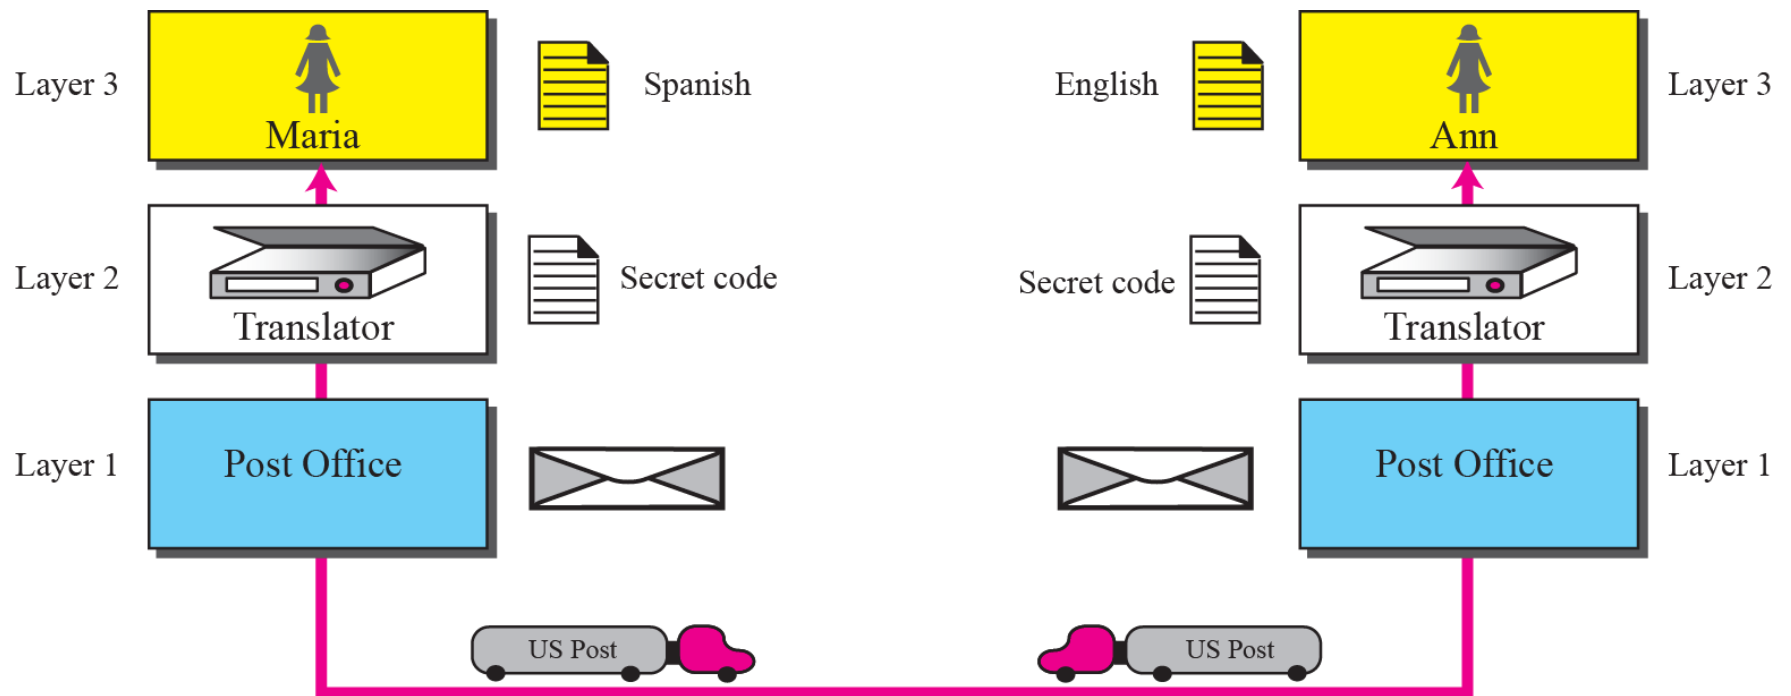 Layer 3
Maria
Spanish
English
Ann
Layer 3
Layer 2
Translator
Secret code
Secret code
Translator
Layer 2
Layer 1
Post Office
Post Office
Layer 1
US Post
US Post